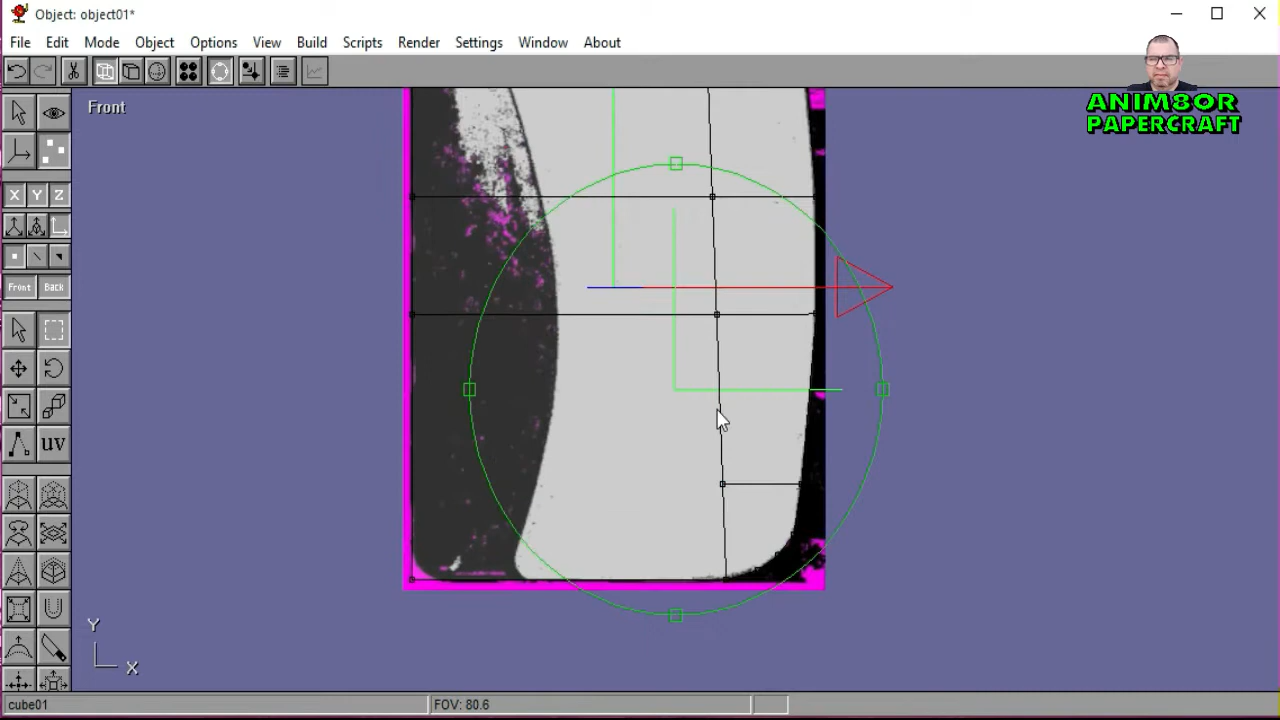 Object: object01*
File Edit Mode Object Options View Build Scripts Render Settings Window About
ANIM8OR
PAPERCRAFT
Front
X Y Z
Front Back
uv
Y
X
cube01 FOV: 80.6